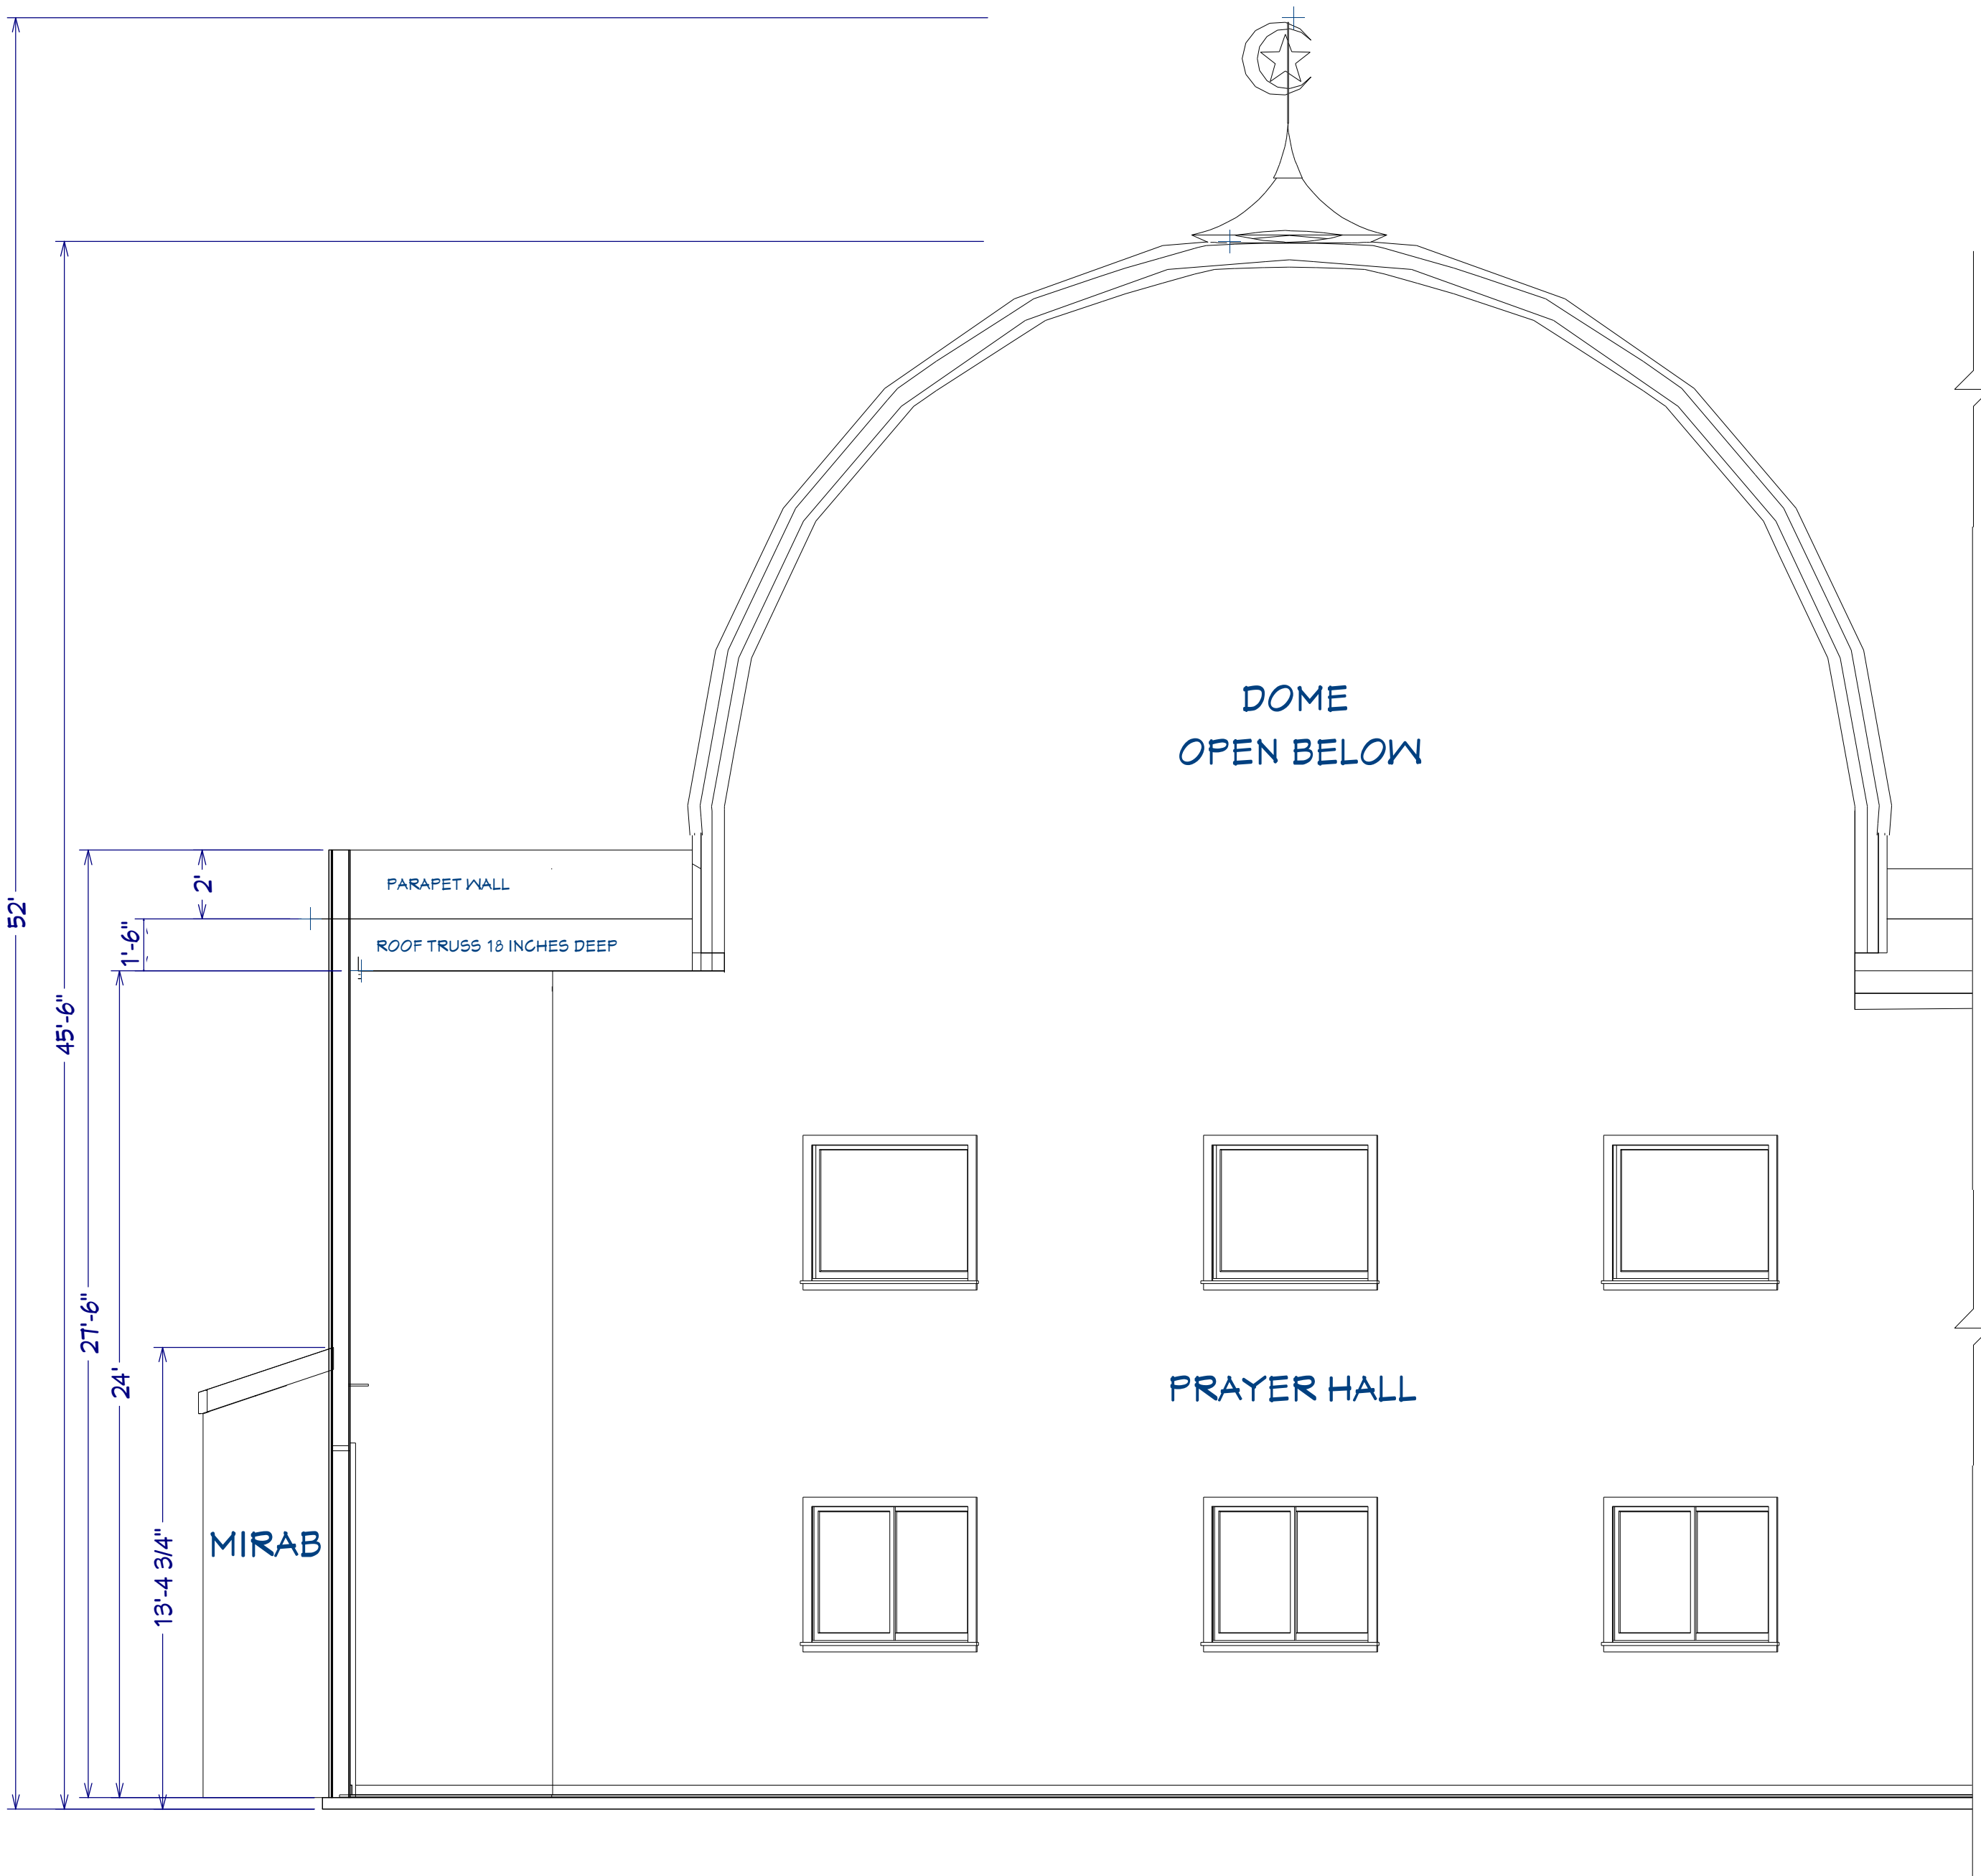 DOME
OPEN BELOW
PARAPET WALL
2'
52'
1'-6"
ROOF TRUSS 18 INCHES DEEP
45'-6"
27'-6"
24'
PRAYER HALL
MIRAB
13'-4 3/4"